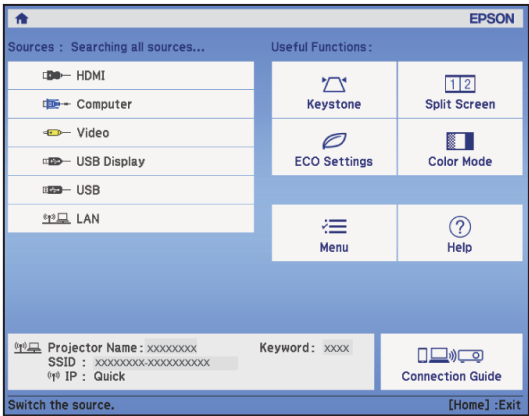 EPSON
Sources : Searching all sources...
HDMI
Computer
Video
USB Display
USB
LAN
Useful Functions :
Keystone
1 2
Split Screen
ECO Settings
Color Mode
Menu
?
Help
Projector Name : XXXXXXXX
Keyword : XXXX
SSID : XXXXXXXX-XXXXXXXXXX
IP : Quick
Connection Guide
Switch the source.
[Home] :Exit